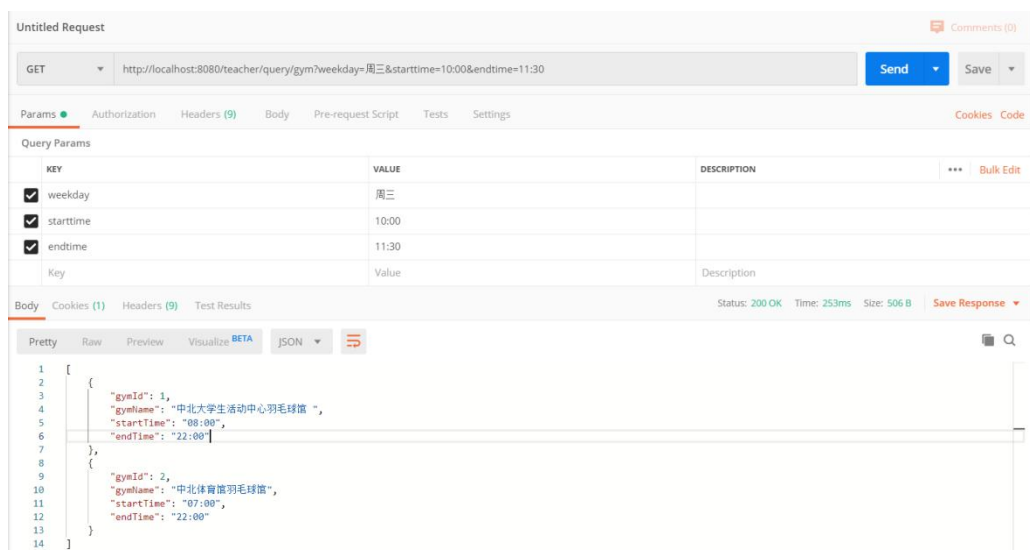 Untitled Request
Comments (0)
GET http://localhost:8080/teacher/query/gym?weekday=周三&starttime=10:00&endtime=11:30 Send Save
Params Authorization Headers (9) Body Pre-request Script Tests Settings Cookies Code
Query Params
KEY VALUE DESCRIPTION ••• Bulk Edit
weekday 周三
starttime 10:00
endtime 11:30
Key Value Description
Body Cookies (1) Headers (9) Test Results Status: 200 OK Time: 253ms Size: 506 B Save Response
Pretty Raw Preview Visualize BETA JSON
1 [
2 {
3 "gymId": 1,
4 "gymName": "中北大学生活动中心羽毛球馆 ",
5 "startTime": "08:00",
6 "endTime": "22:00"
7 },
8 {
9 "gymId": 2,
10 "gymName": "中北体育馆羽毛球馆",
11 "startTime": "07:00",
12 "endTime": "22:00"
13 }
14 ]